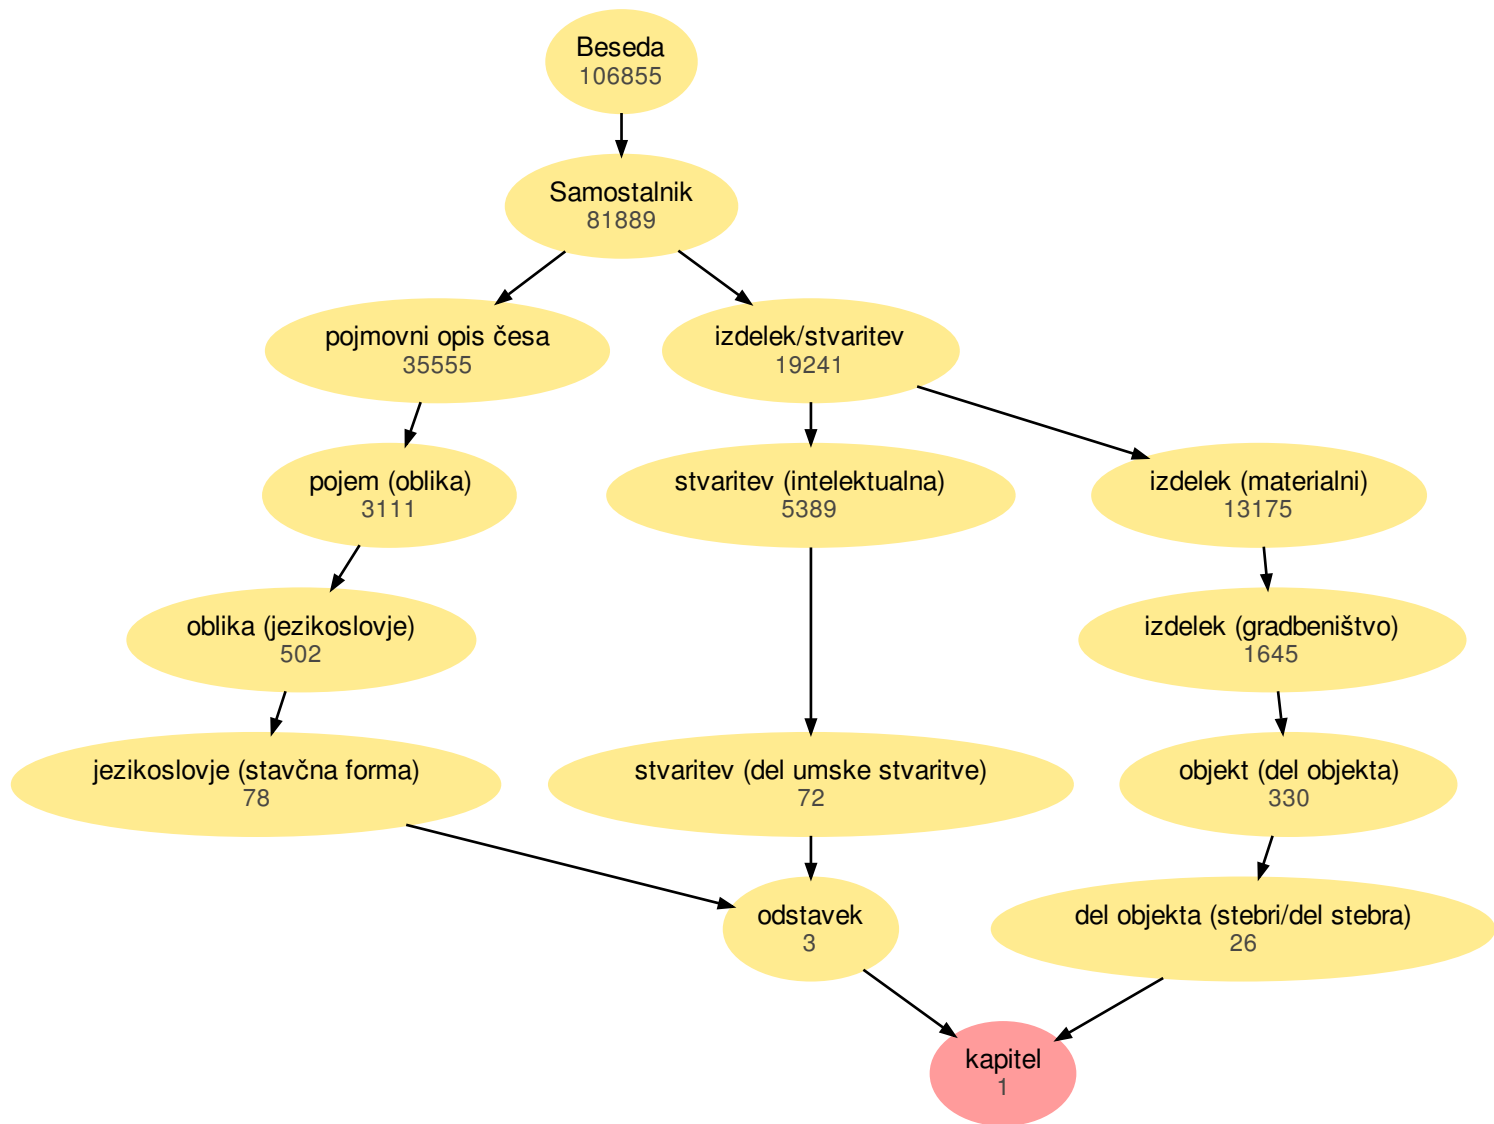 Beseda
106855
Samostalnik
81889
pojmovni opis česa
35555
izdelek/stvaritev
19241
pojem (oblika)
3111
stvaritev (intelektualna)
5389
izdelek (materialni)
13175
oblika (jezikoslovje)
502
izdelek (gradbeništvo)
1645
jezikoslovje (stavčna forma)
78
stvaritev (del umske stvaritve)
72
objekt (del objekta)
330
odstavek
3
del objekta (stebri/del stebra)
26
kapitel
1